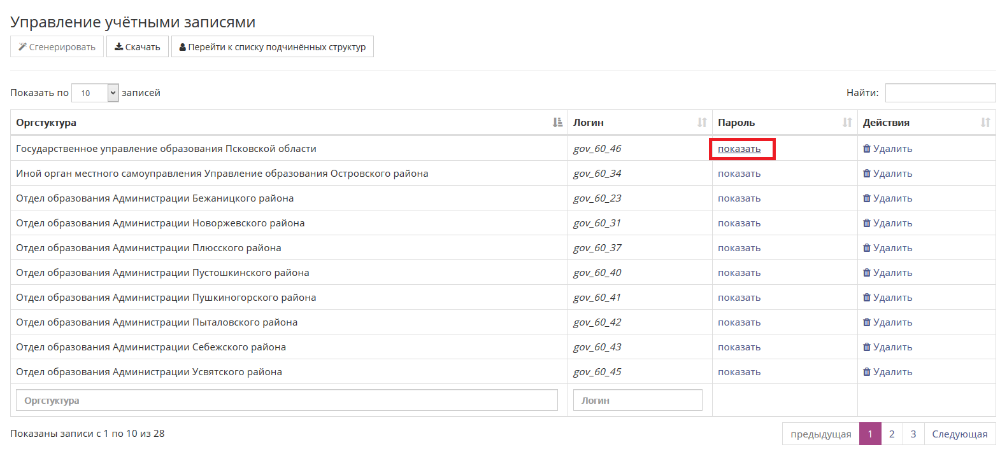 Управление учётными записями
Сгенерировать Скачать Перейти к списку подчинённых структур
Показать по 10 записей Найти:
Оргстуктура Логин Пароль Действия
Государственное управление образования Псковской области gov_60_46 показать Удалить
Иной орган местного самоуправления Управление образования Островского района gov_60_34 показать Удалить
Отдел образования Администрации Бежаницкого района gov_60_23 показать Удалить
Отдел образования Администрации Новоржевского района gov_60_31 показать Удалить
Отдел образования Администрации Плюсского района gov_60_37 показать Удалить
Отдел образования Администрации Пустошкинского района gov_60_40 показать Удалить
Отдел образования Администрации Пушкиногорского района gov_60_41 показать Удалить
Отдел образования Администрации Пыталовского района gov_60_42 показать Удалить
Отдел образования Администрации Себежского района gov_60_43 показать Удалить
Отдел образования Администрации Усвятского района gov_60_45 показать Удалить
Оргстуктура Логин
Показаны записи с 1 по 10 из 28 предыдущая 1 2 3 Следующая